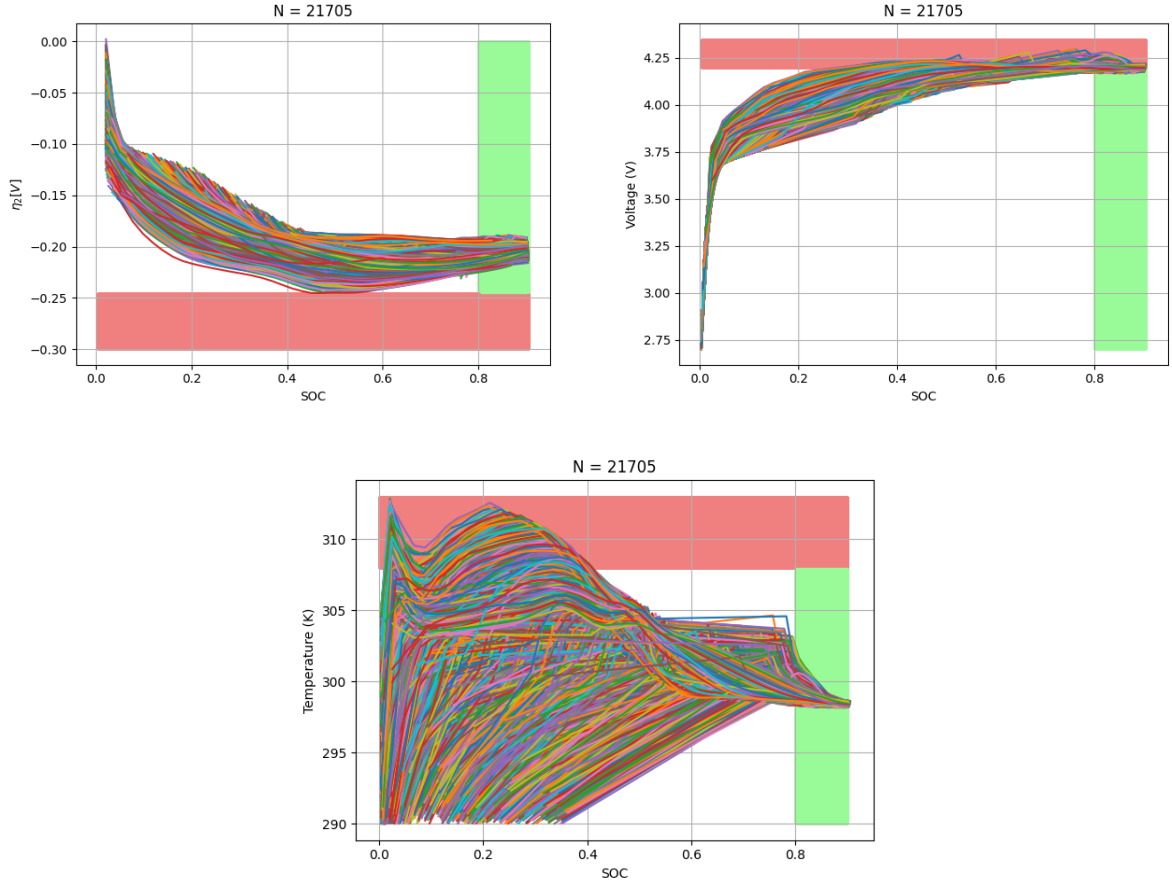 N = 21705
η₂[V]
0.00
−0.05
−0.10
−0.15
−0.20
−0.25
−0.30
0.0 0.2 0.4 0.6 0.8
SOC
N = 21705
Voltage (V)
4.25
4.00
3.75
3.50
3.25
3.00
2.75
0.0 0.2 0.4 0.6 0.8
SOC
N = 21705
Temperature (K)
310
305
300
295
290
0.0 0.2 0.4 0.6 0.8
SOC